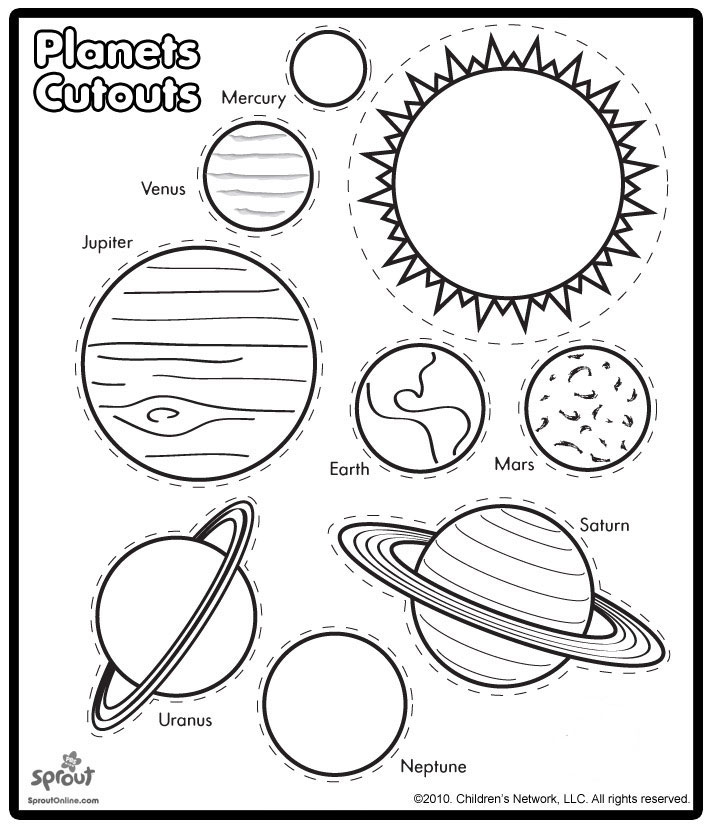 Planets
Cutouts
Mercury
Venus
Jupiter
Earth
Mars
Saturn
Uranus
Neptune
sprout
SproutOnline.com
©2010. Children's Network, LLC. All rights reserved.